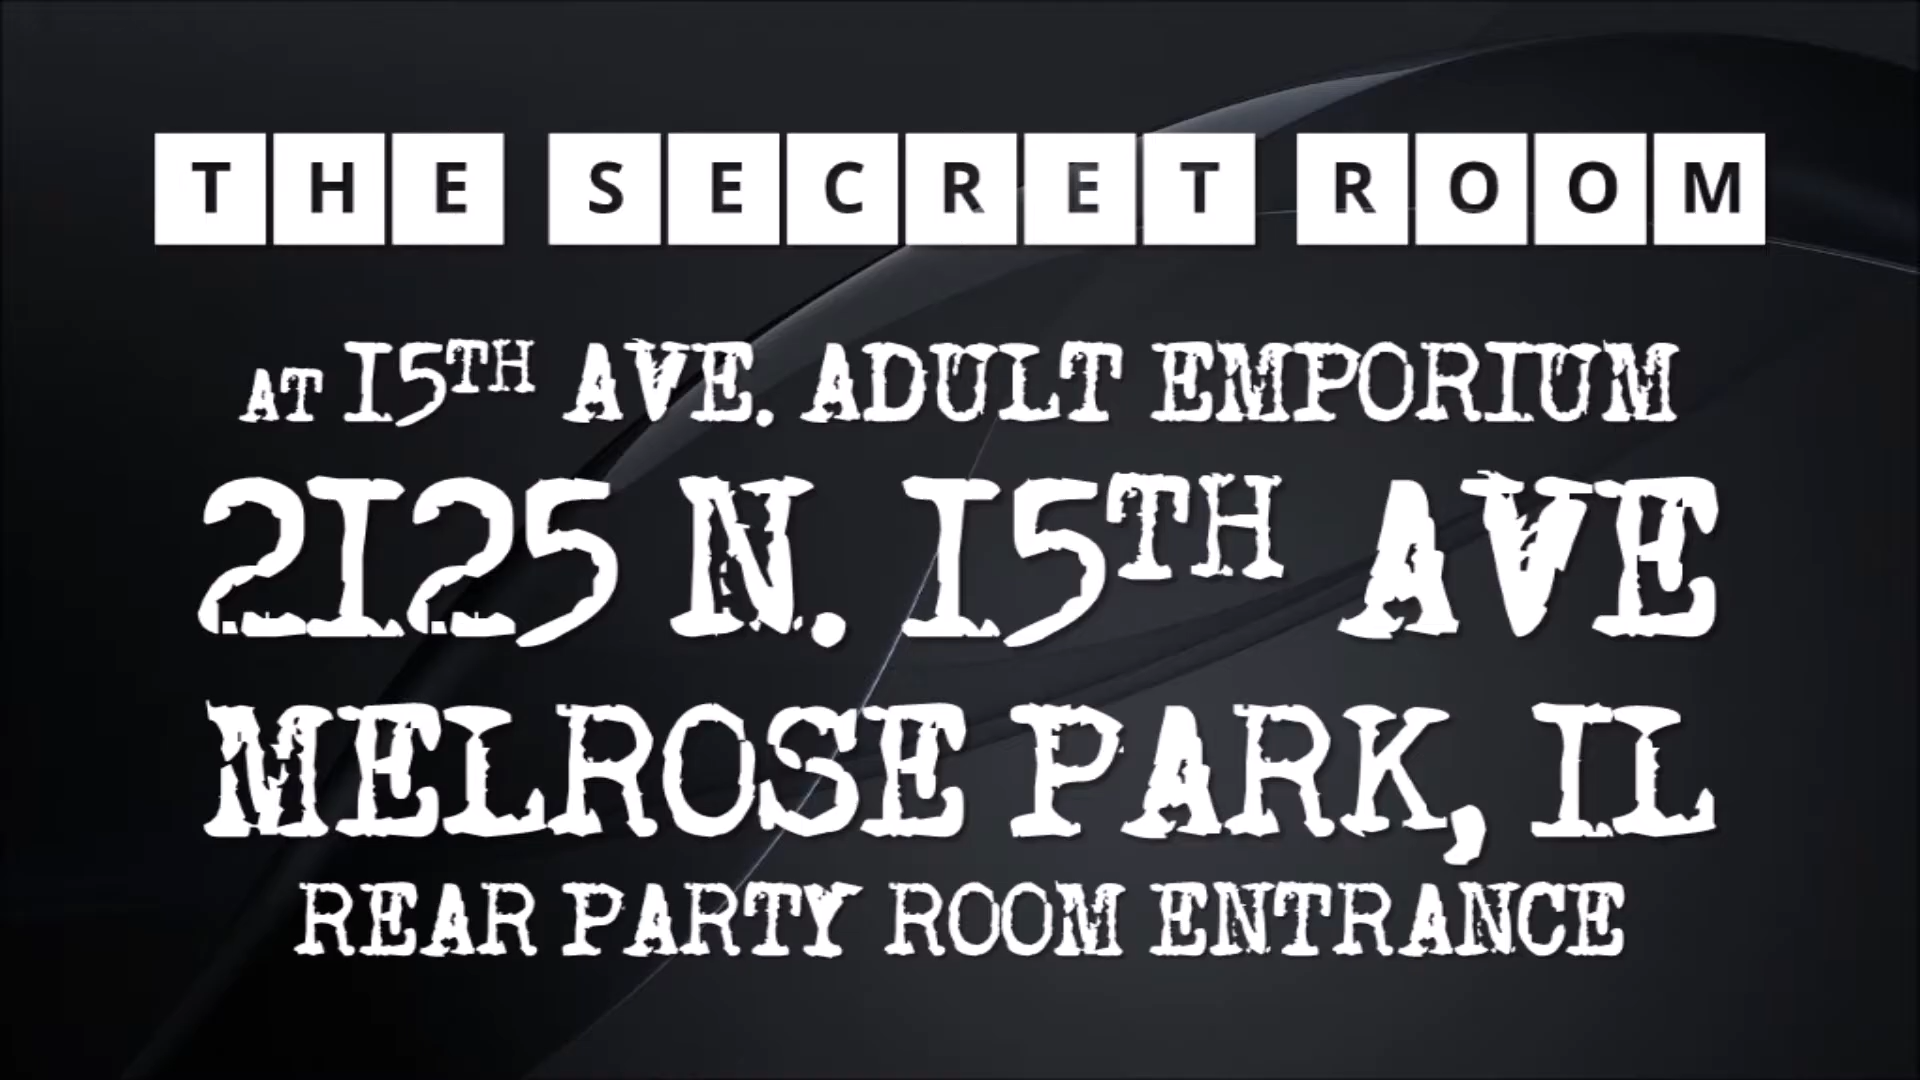 THE SECRET ROOM
AT 15TH AVE. ADULT EMPORIUM
2125 N. 15TH AVE
MELROSE PARK, IL
REAR PARTY ROOM ENTRANCE